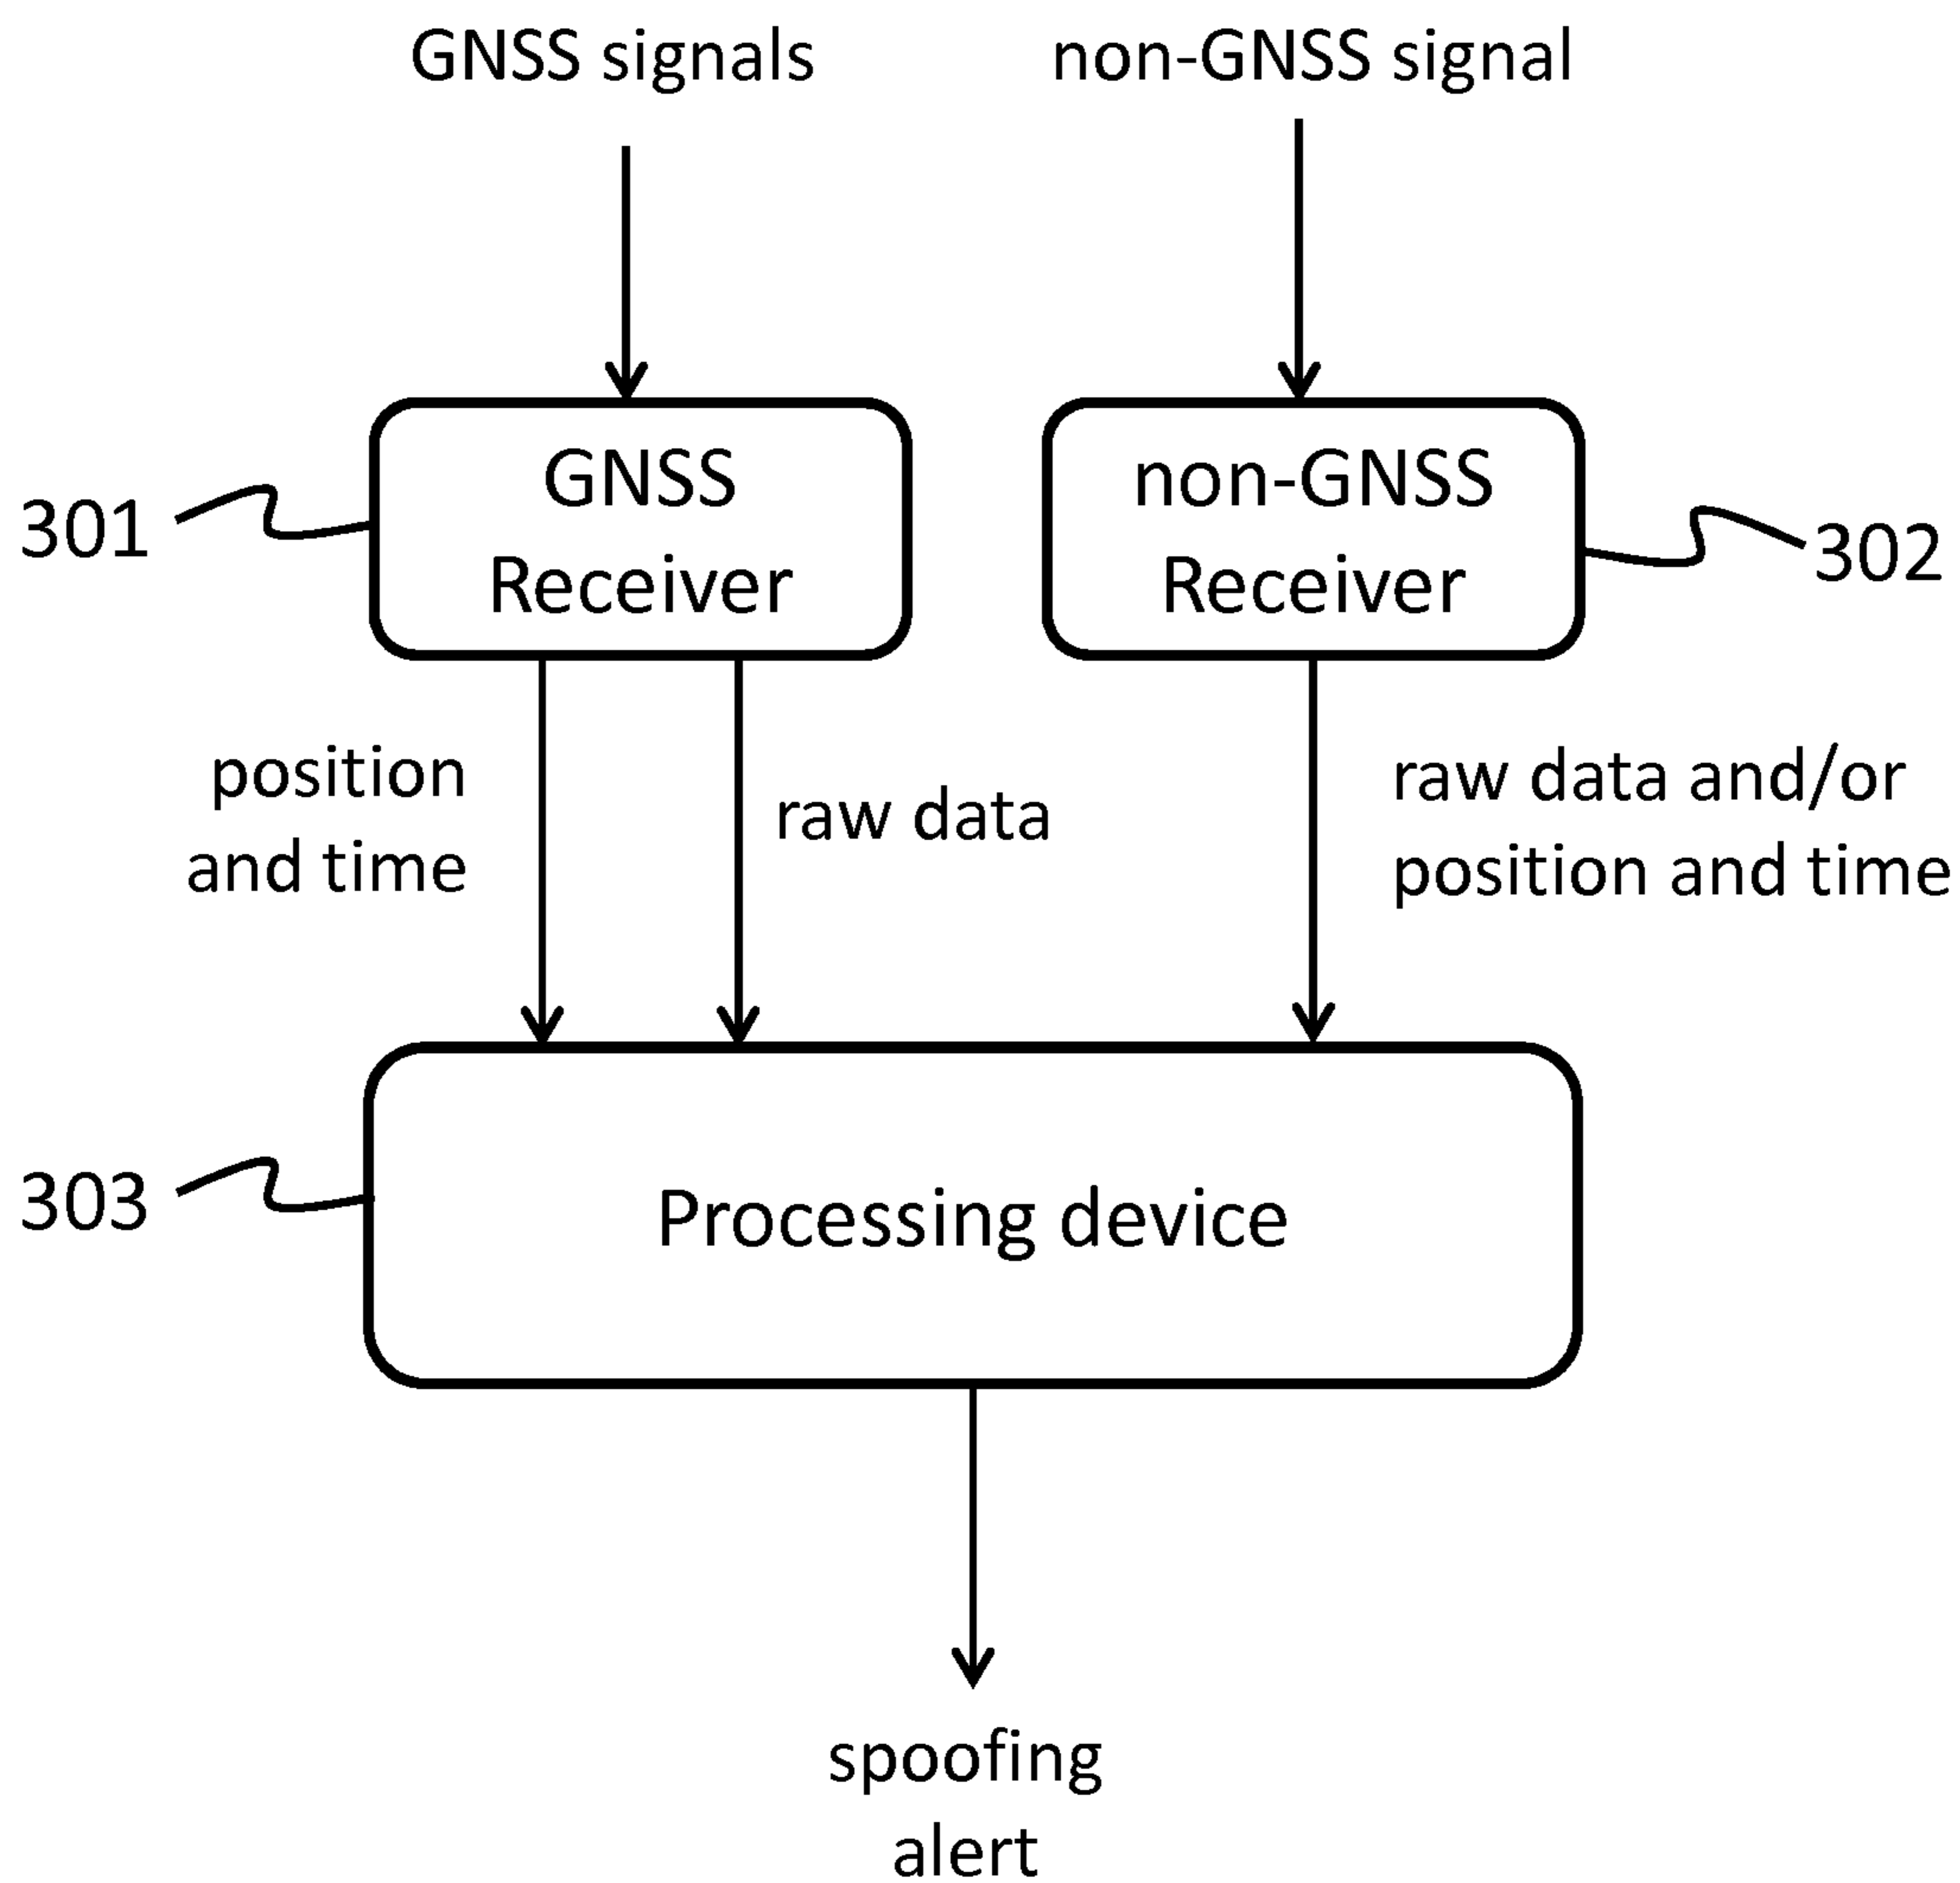 GNSS signals
non-GNSS signal
GNSS
Receiver
non-GNSS
Receiver
301
302
position
and time
raw data
raw data and/or
position and time
303
Processing device
spoofing
alert